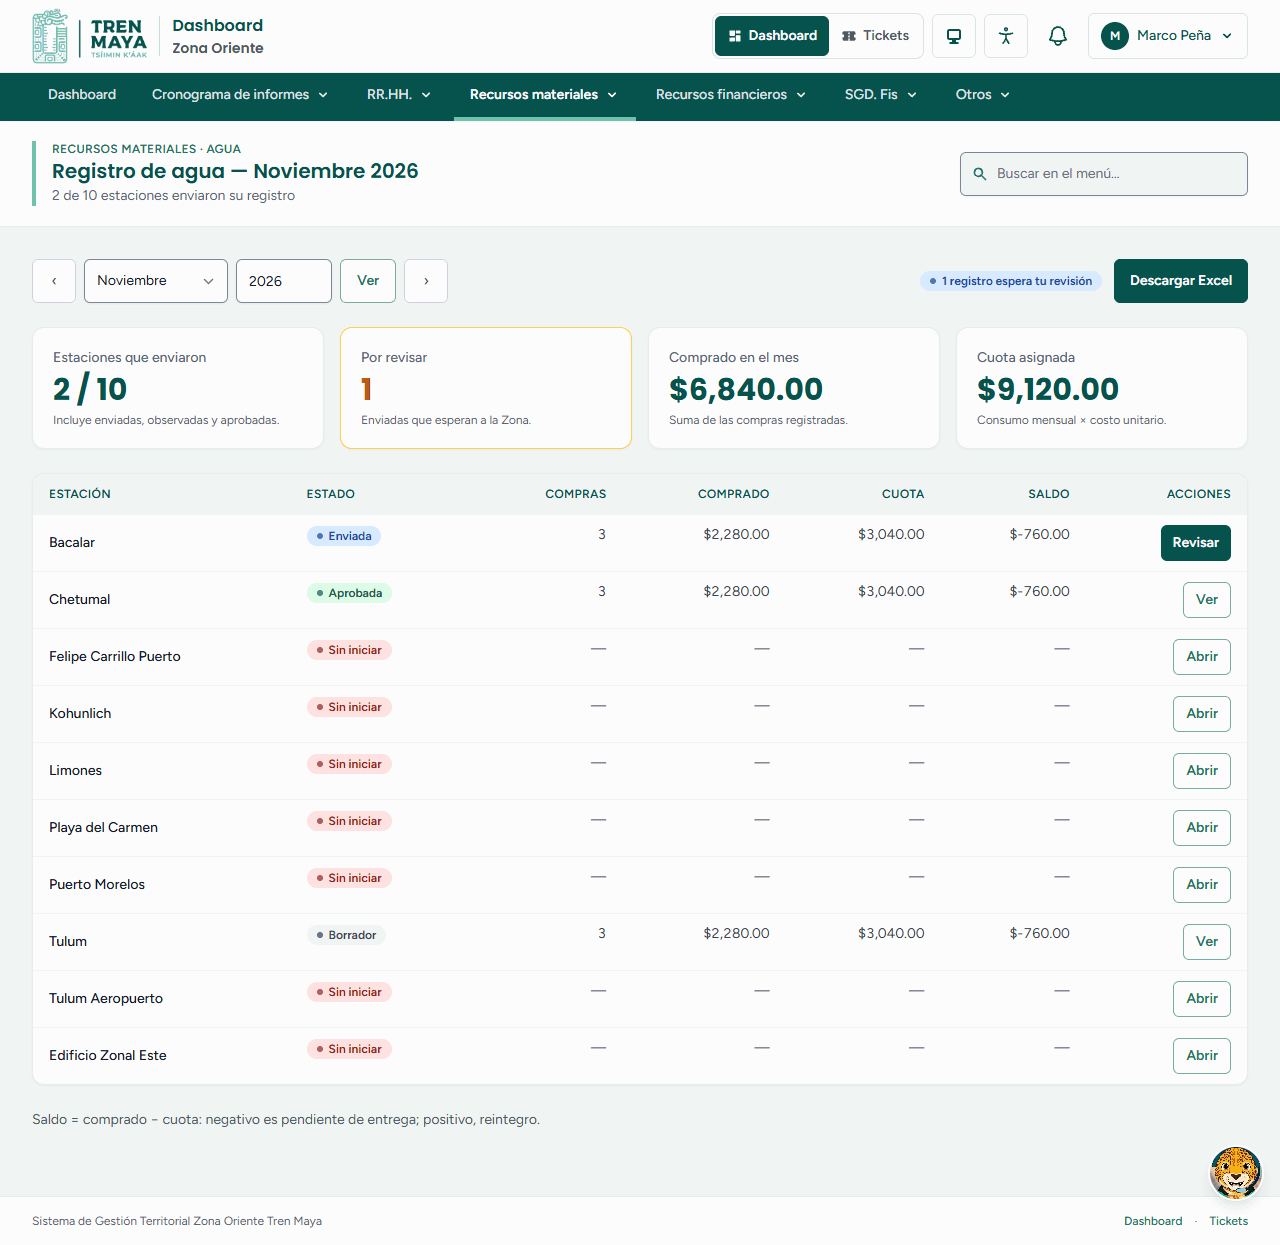 TREN
MAYA
TSÍIMIN K'ÁAK
Dashboard
Zona Oriente
Dashboard
Tickets
M
Marco Peña
Dashboard
Cronograma de informes
RR.HH.
Recursos materiales
Recursos financieros
SGD. Fis
Otros
RECURSOS MATERIALES · AGUA
Registro de agua — Noviembre 2026
2 de 10 estaciones enviaron su registro
Buscar en el menú...
‹
Noviembre
2026
Ver
›
1 registro espera tu revisión
Descargar Excel
Estaciones que enviaron
2 / 10
Incluye enviadas, observadas y aprobadas.
Por revisar
1
Enviadas que esperan a la Zona.
Comprado en el mes
$6,840.00
Suma de las compras registradas.
Cuota asignada
$9,120.00
Consumo mensual × costo unitario.
ESTACIÓN ESTADO COMPRAS COMPRADO CUOTA SALDO ACCIONES
Bacalar Enviada 3 $2,280.00 $3,040.00 $-760.00 Revisar
Chetumal Aprobada 3 $2,280.00 $3,040.00 $-760.00 Ver
Felipe Carrillo Puerto Sin iniciar — — — — Abrir
Kohunlich Sin iniciar — — — — Abrir
Limones Sin iniciar — — — — Abrir
Playa del Carmen Sin iniciar — — — — Abrir
Puerto Morelos Sin iniciar — — — — Abrir
Tulum Borrador 3 $2,280.00 $3,040.00 $-760.00 Ver
Tulum Aeropuerto Sin iniciar — — — — Abrir
Edificio Zonal Este Sin iniciar — — — — Abrir
Saldo = comprado − cuota: negativo es pendiente de entrega; positivo, reintegro.
Sistema de Gestión Territorial Zona Oriente Tren Maya
Dashboard · Tickets